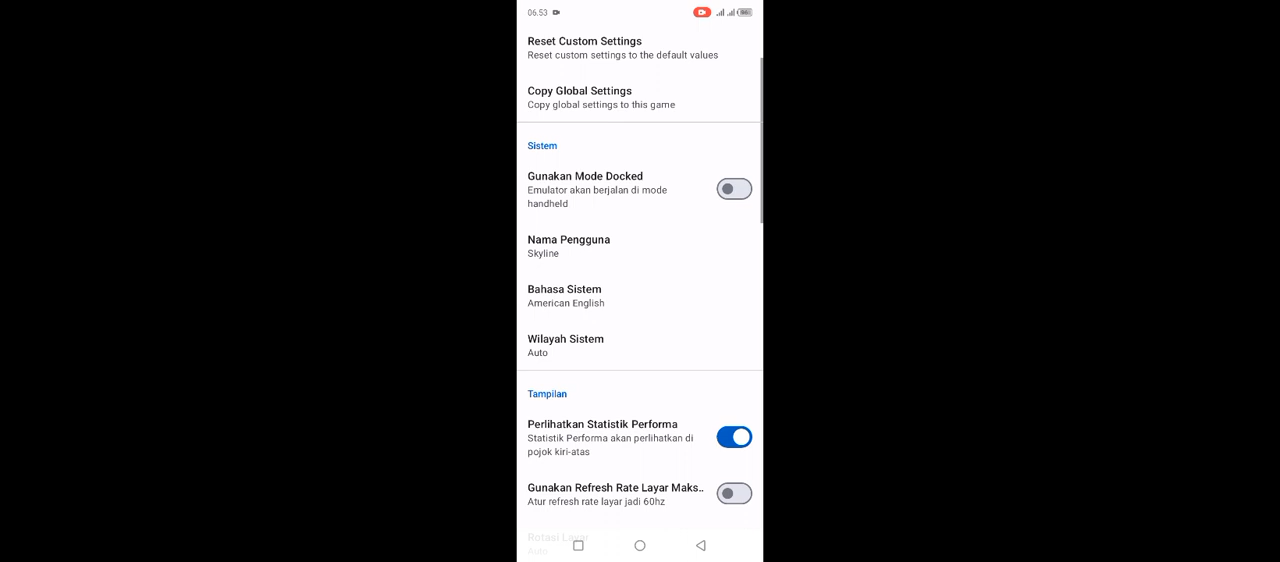 06.53
Reset Custom Settings
Reset custom settings to the default values
Copy Global Settings
Copy global settings to this game
Sistem
Gunakan Mode Docked
Emulator akan berjalan di mode
handheld
Nama Pengguna
Skyline
Bahasa Sistem
American English
Wilayah Sistem
Auto
Tampilan
Perlihatkan Statistik Performa
Statistik Performa akan perlihatkan di
pojok kiri-atas
Gunakan Refresh Rate Layar Maks..
Atur refresh rate layar jadi 60hz
Rotasi Layar
Auto